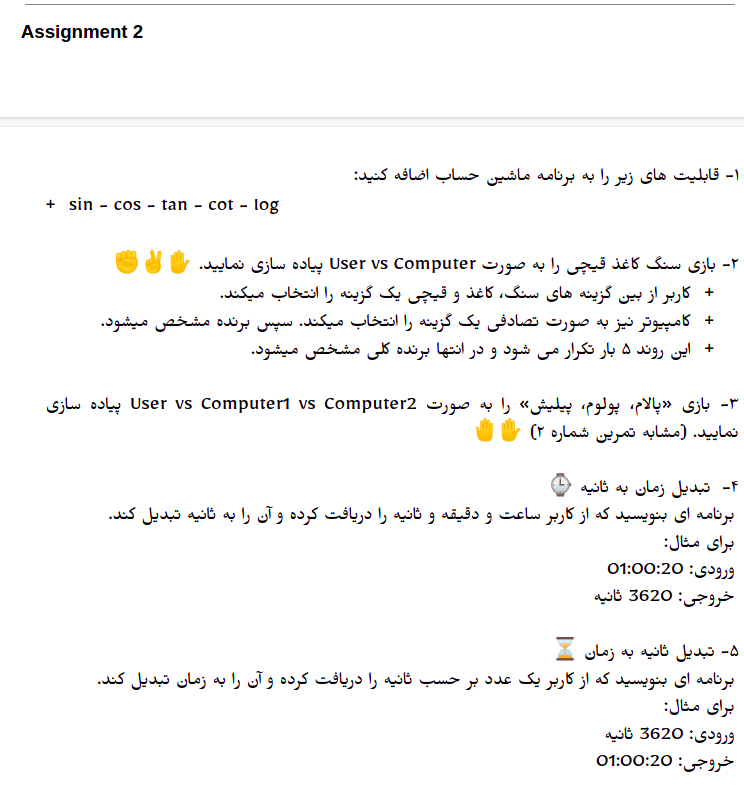 Assignment 2
۱- قابلیت های زیر را به برنامه ماشین حساب اضافه کنید:
+ sin - cos - tan - cot - log
۲- بازی سنگ کاغذ قیچی را به صورت User vs Computer پیاده سازی نمایید. ✋✌✊
+ کاربر از بین گزینه های سنگ، کاغذ و قیچی یک گزینه را انتخاب میکند.
+ کامپیوتر نیز به صورت تصادفی یک گزینه را انتخاب میکند. سپس برنده مشخص میشود.
+ این روند ۵ بار تکرار می شود و در انتها برنده کلی مشخص میشود.
۳- بازی «پالام، پولوم، پیلیش» را به صورت User vs Computer1 vs Computer2 پیاده سازی
نمایید. (مشابه تمرین شماره ۲) ✋🤚
۴- تبدیل زمان به ثانیه ⌚
برنامه ای بنویسید که از کاربر ساعت و دقیقه و ثانیه را دریافت کرده و آن را به ثانیه تبدیل کند.
برای مثال:
ورودی: 01:00:20
خروجی: 3620 ثانیه
۵- تبدیل ثانیه به زمان ⏳
برنامه ای بنویسید که از کاربر یک عدد بر حسب ثانیه را دریافت کرده و آن را به زمان تبدیل کند.
برای مثال:
ورودی: 3620 ثانیه
خروجی: 01:00:20